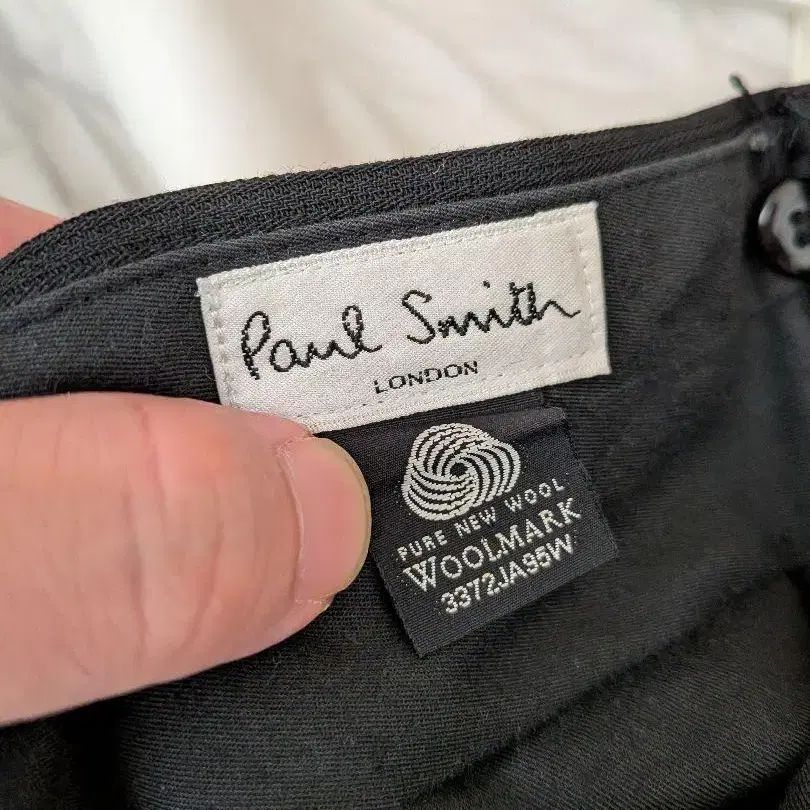 Paul Smith
LONDON
PURE NEW WOOL
WOOLMARK
3372JA95W